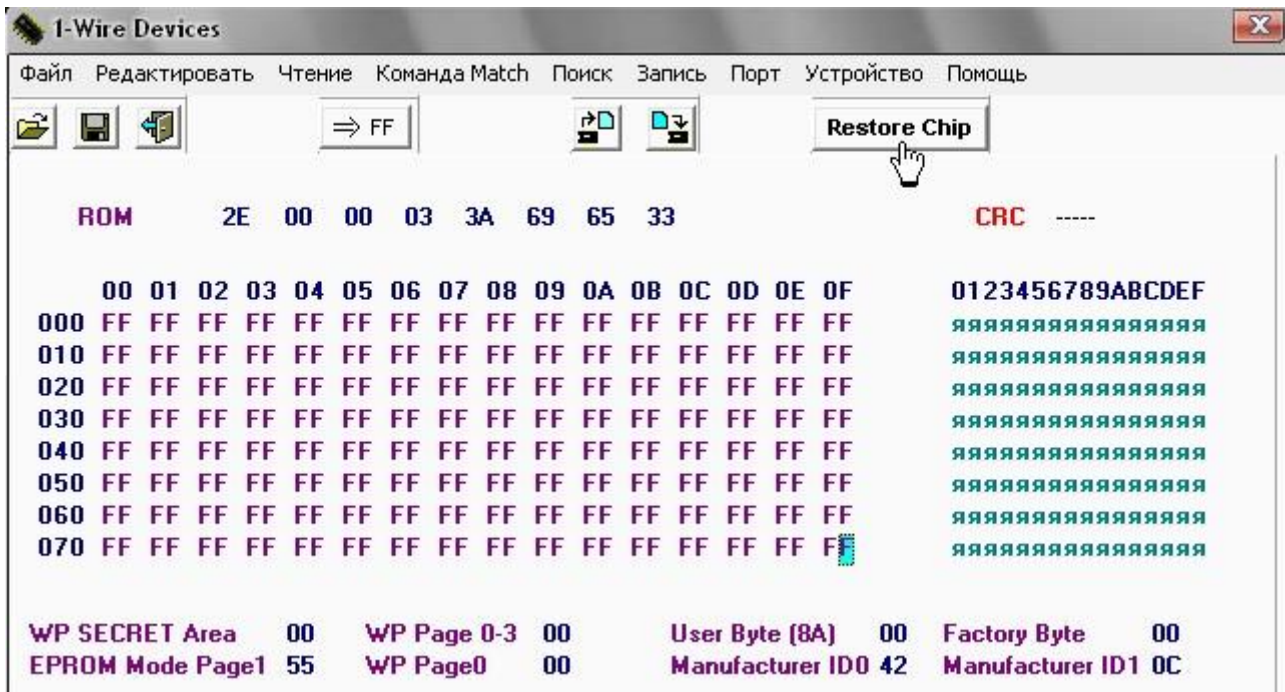 1-Wire Devices
Файл Редактировать Чтение Команда Match Поиск Запись Порт Устройство Помощь
⇒ FF Restore Chip
ROM 2E 00 00 03 3A 69 65 33 CRC -----
00 01 02 03 04 05 06 07 08 09 0A 0B 0C 0D 0E 0F 0123456789ABCDEF
000 FF FF FF FF FF FF FF FF FF FF FF FF FF FF FF FF яяяяяяяяяяяяяяяя
010 FF FF FF FF FF FF FF FF FF FF FF FF FF FF FF FF яяяяяяяяяяяяяяяя
020 FF FF FF FF FF FF FF FF FF FF FF FF FF FF FF FF яяяяяяяяяяяяяяяя
030 FF FF FF FF FF FF FF FF FF FF FF FF FF FF FF FF яяяяяяяяяяяяяяяя
040 FF FF FF FF FF FF FF FF FF FF FF FF FF FF FF FF яяяяяяяяяяяяяяяя
050 FF FF FF FF FF FF FF FF FF FF FF FF FF FF FF FF яяяяяяяяяяяяяяяя
060 FF FF FF FF FF FF FF FF FF FF FF FF FF FF FF FF яяяяяяяяяяяяяяяя
070 FF FF FF FF FF FF FF FF FF FF FF FF FF FF FF FF яяяяяяяяяяяяяяяя
WP SECRET Area 00 WP Page 0-3 00 User Byte (8A) 00 Factory Byte 00
EPROM Mode Page1 55 WP Page0 00 Manufacturer ID0 42 Manufacturer ID1 0C